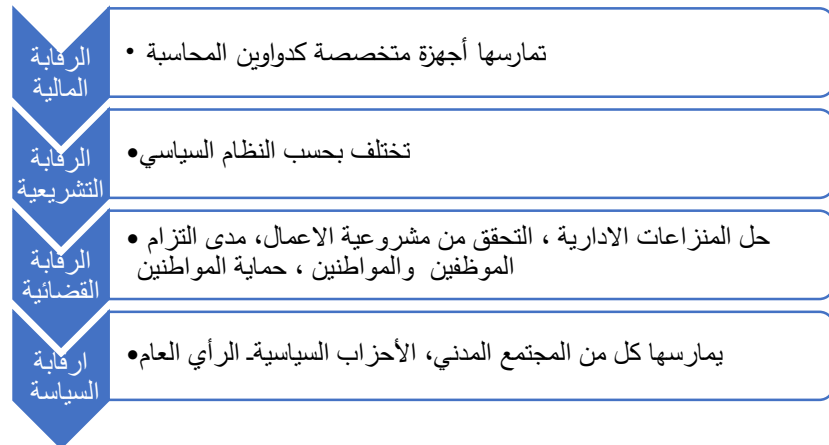 الرقابة
المالية
• تمارسها أجهزة متخصصة كدواوين المحاسبة
الرقابة
التشريعية
• تختلف بحسب النظام السياسي
الرقابة
القضائية
• حل المنزاعات الادارية ، التحقق من مشروعية الاعمال، مدى التزام
الموظفين والمواطنين ، حماية المواطنين
ارقابة
السياسة
• يمارسها كل من المجتمع المدني، الأحزاب السياسيةـ الرأي العام